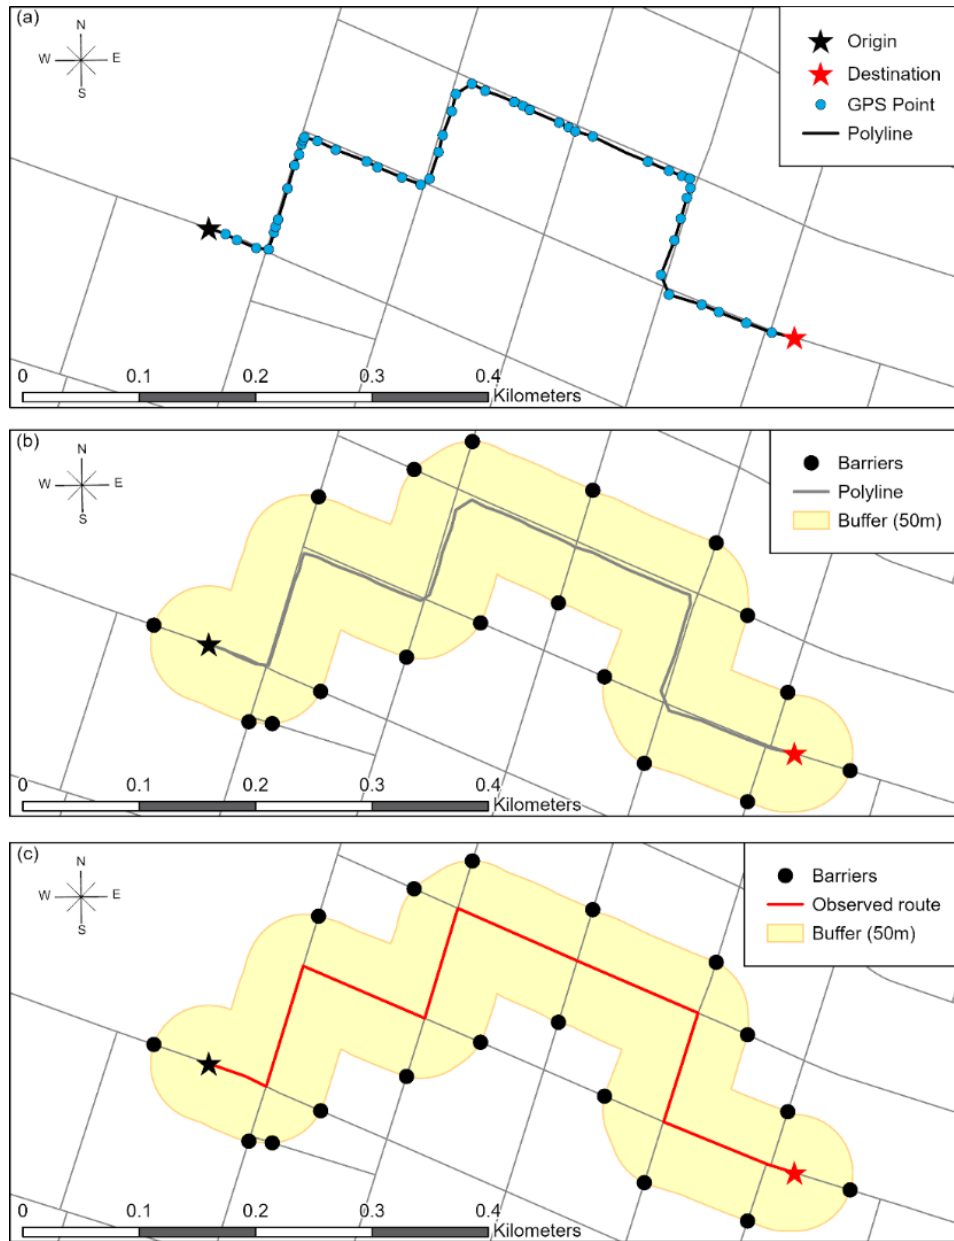 (a)
N
W E
S
Origin
Destination
GPS Point
Polyline
0 0.1 0.2 0.3 0.4
Kilometers
(b)
N
W E
S
Barriers
Polyline
Buffer (50m)
0 0.1 0.2 0.3 0.4
Kilometers
(c)
N
W E
S
Barriers
Observed route
Buffer (50m)
0 0.1 0.2 0.3 0.4
Kilometers